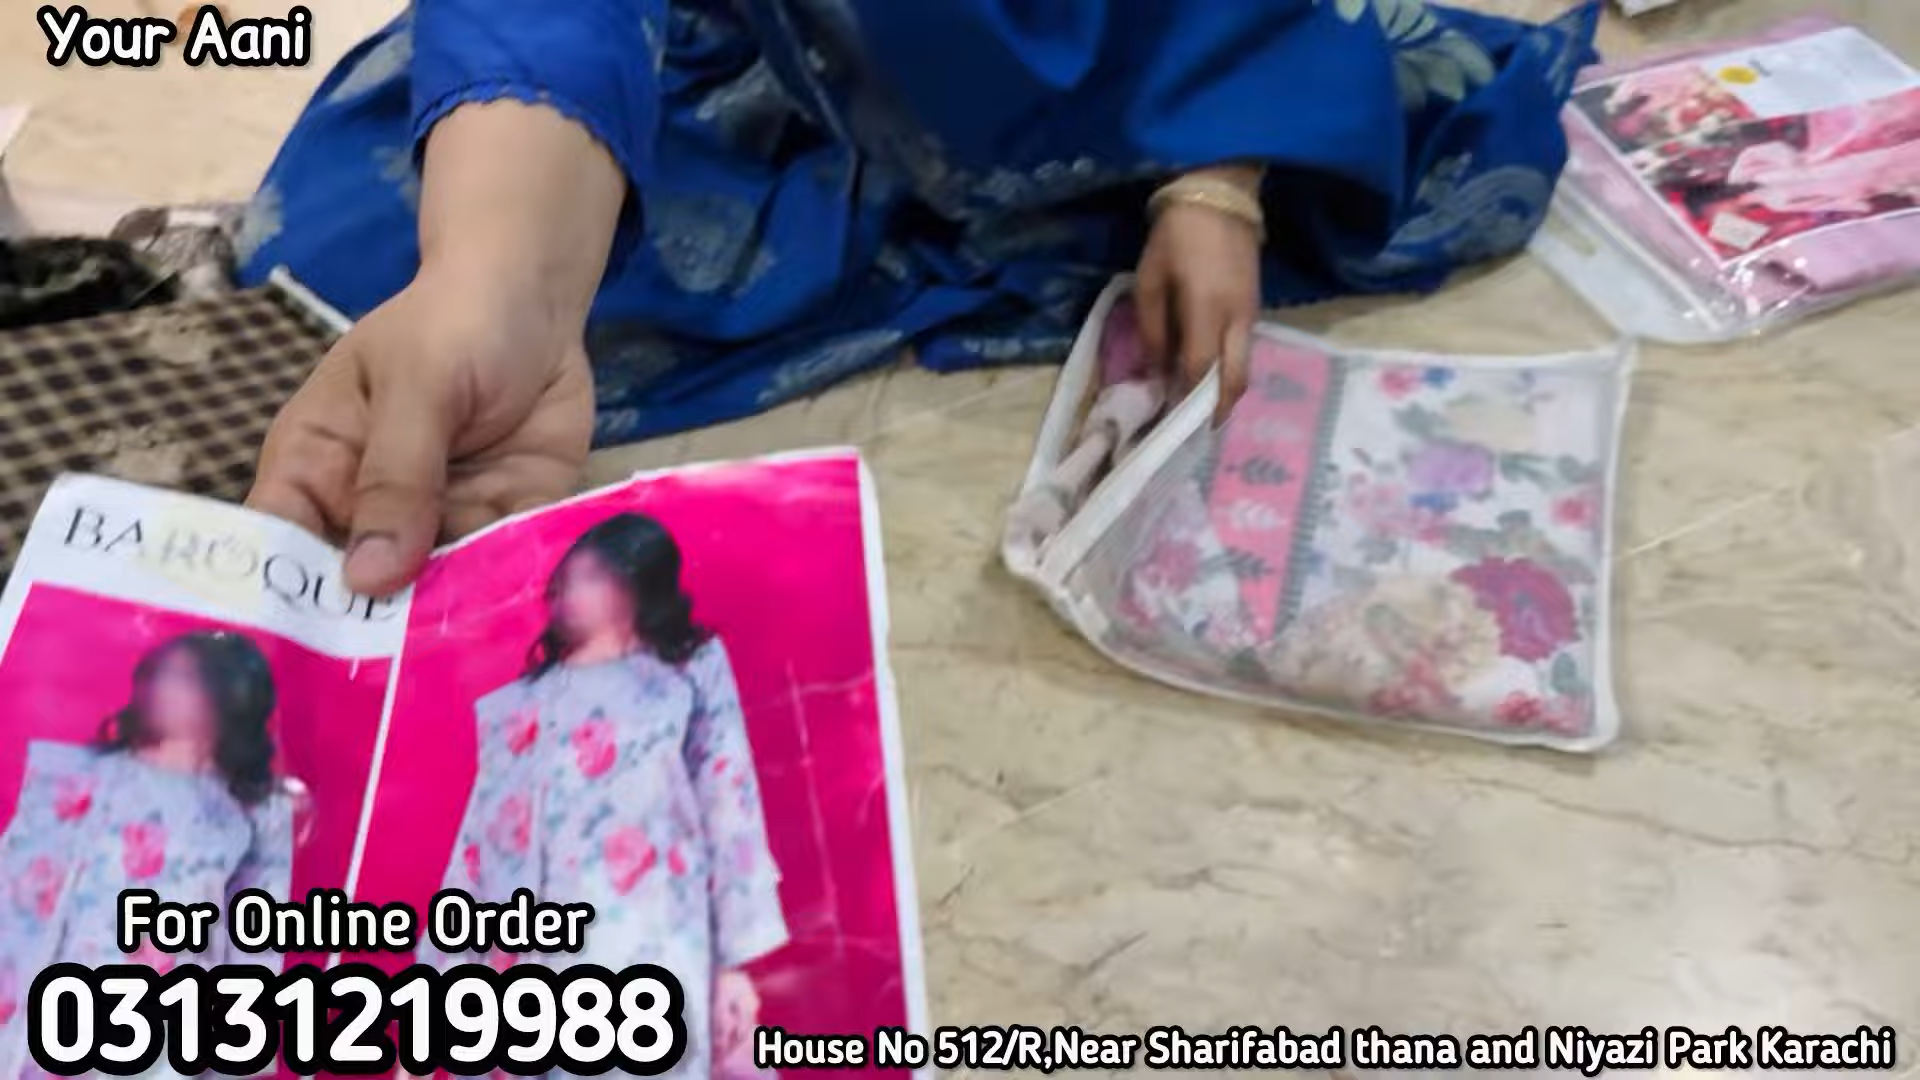 Your Aani
BAROQUE
For Online Order
03131219988
House No 512/R,Near Sharifabad thana and Niyazi Park Karachi